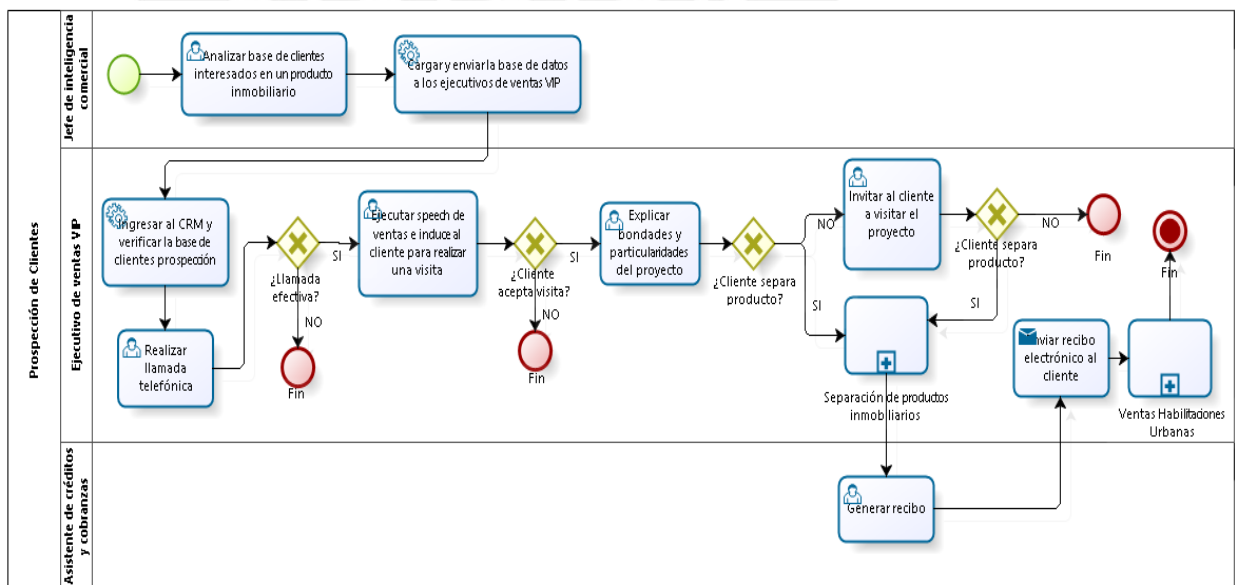 Prospección de Clientes
Jefe de inteligencia
comercial
Analizar base de clientes
interesados en un producto
inmobiliario
Cargar y enviar la base de datos
a los ejecutivos de ventas VIP
Ejecutivo de ventas VIP
Ingresar al CRM y
verificar la base de
clientes prospección
Realizar
llamada
telefónica
¿Llamada
efectiva?
SI
NO
Fin
Ejecutar speech de
ventas e induce al
cliente para realizar
una visita
¿Cliente
acepta visita?
SI
NO
Fin
Explicar
bondades y
particularidades
del proyecto
¿Cliente separa
producto?
NO
SI
Invitar al cliente
a visitar el
proyecto
¿Cliente separa
producto?
NO
Fin
SI
Separación de productos
inmobiliarios
Enviar recibo
electrónico al
cliente
Ventas Habilitaciones
Urbanas
Fin
Asistente de créditos
y cobranzas
Generar recibo